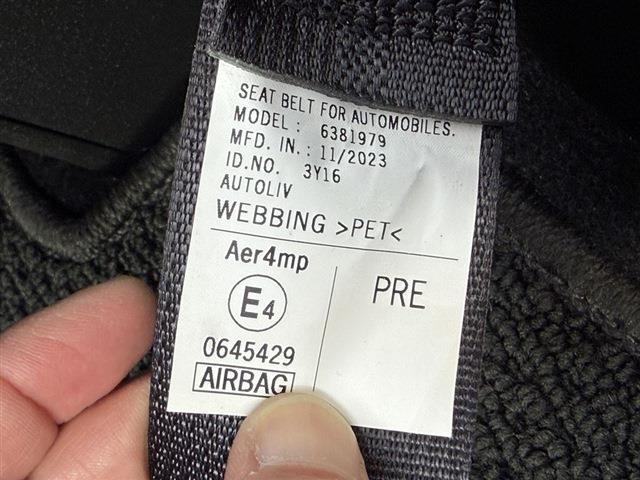 SEAT BELT FOR AUTOMOBILES.
MODEL : 6381979
MFD. IN. : 11/2023
ID.NO. 3Y16
AUTOLIV
WEBBING >PET<
Aer4mp
E4
0645429
AIRBAG
PRE